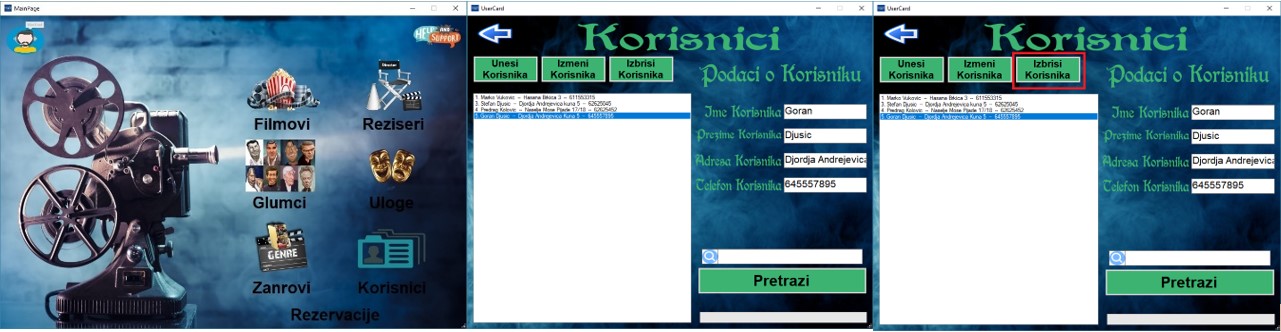 MainPage
HELP AND SUPPORT
Director
Filmovi
Reziseri
Glumci
Uloge
GENRE
Zanrovi
Korisnici
Rezervacije
UserCard
Korisnici
Unesi Korisnika
Izmeni Korisnika
Izbrisi Korisnika
Podaci o Korisniku
1. Marko Vukovic - Hasana Brkica 3 - 611553315
3. Stefan Djusic - Djordja Andrejevica kuna 5 - 62625045
4. Predrag Kolovic - Naselje Mose Pijade 17/18 - 62625452
5. Goran Djusic - Djordja Andrejevica Kuna 5 - 645557895
Ime Korisnika Goran
Prezime Korisnika Djusic
Adresa Korisnika Djordja Andrejevica
Telefon Korisnika 645557895
Pretrazi
UserCard
Korisnici
Unesi Korisnika
Izmeni Korisnika
Izbrisi Korisnika
Podaci o Korisniku
1. Marko Vukovic - Hasana Brkica 3 - 611553315
3. Stefan Djusic - Djordja Andrejevica kuna 5 - 62625045
4. Predrag Kolovic - Naselje Mose Pijade 17/18 - 62625452
5. Goran Djusic - Djordja Andrejevica Kuna 5 - 645557895
Ime Korisnika Goran
Prezime Korisnika Djusic
Adresa Korisnika Djordja Andrejevica
Telefon Korisnika 645557895
Pretrazi